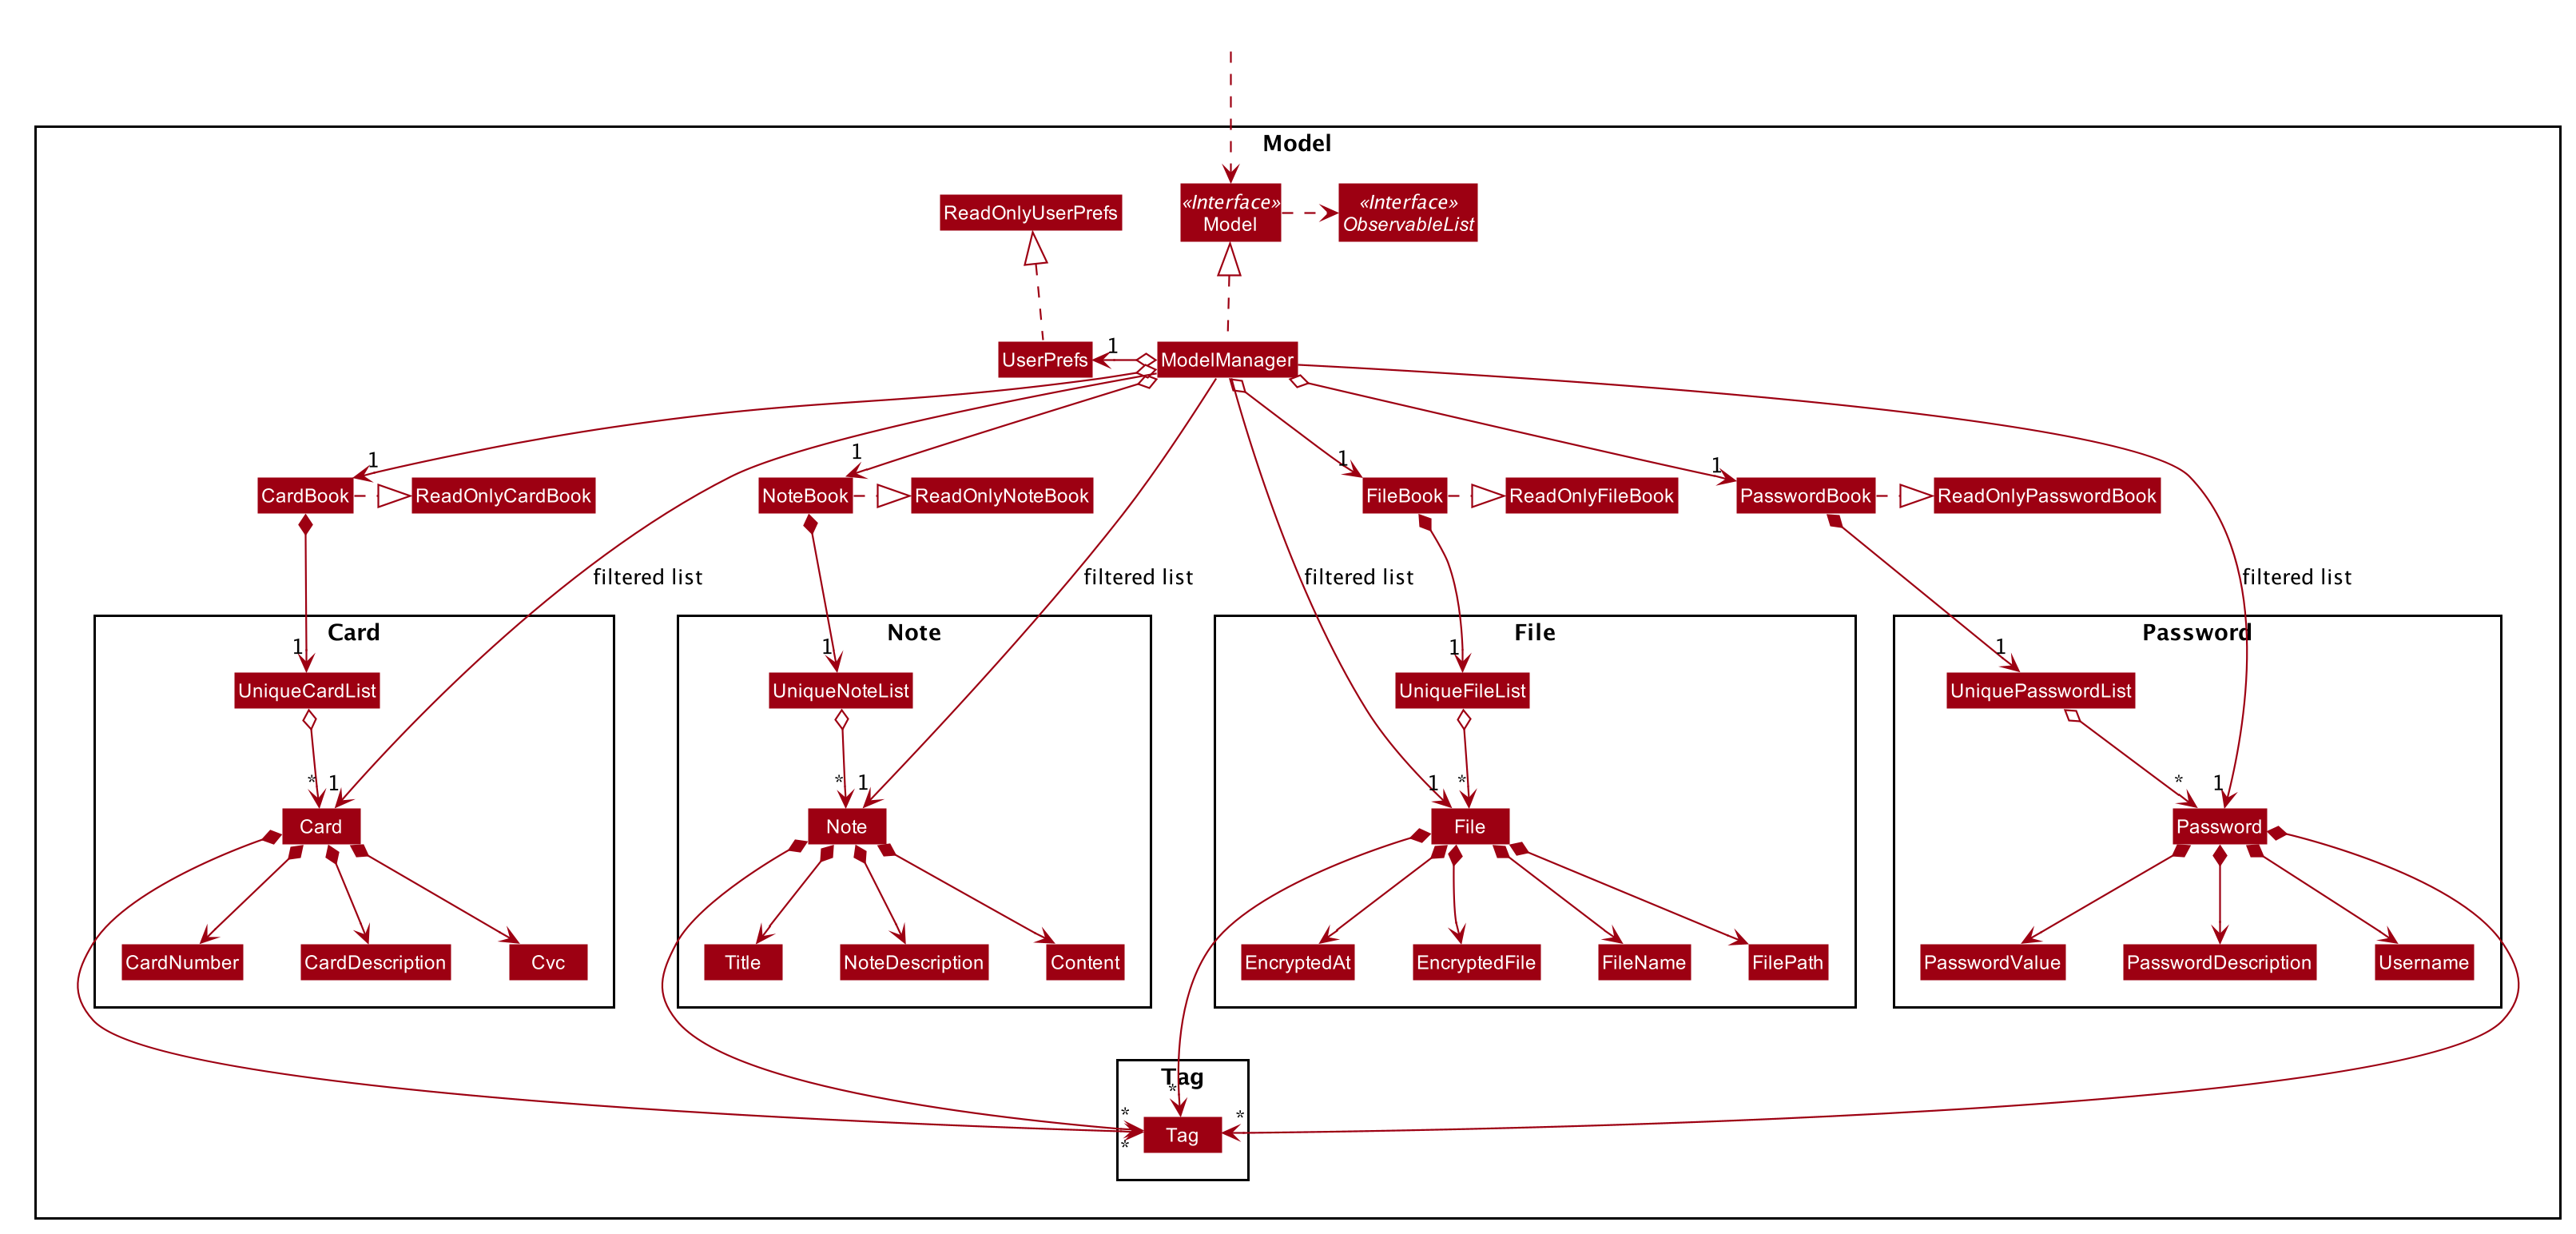 Model
ReadOnlyUserPrefs
«Interface»
Model
«Interface»
ObservableList
UserPrefs
1
ModelManager
1
1
1
1
CardBook
ReadOnlyCardBook
NoteBook
ReadOnlyNoteBook
FileBook
ReadOnlyFileBook
PasswordBook
ReadOnlyPasswordBook
filtered list
filtered list
filtered list
filtered list
Card
Note
File
Password
1
1
1
1
UniqueCardList
UniqueNoteList
UniqueFileList
UniquePasswordList
* 1
* 1
1 *
* 1
Card
Note
File
Password
CardNumber
CardDescription
Cvc
Title
NoteDescription
Content
EncryptedAt
EncryptedFile
FileName
FilePath
PasswordValue
PasswordDescription
Username
Tag
*
*
*
Tag
*